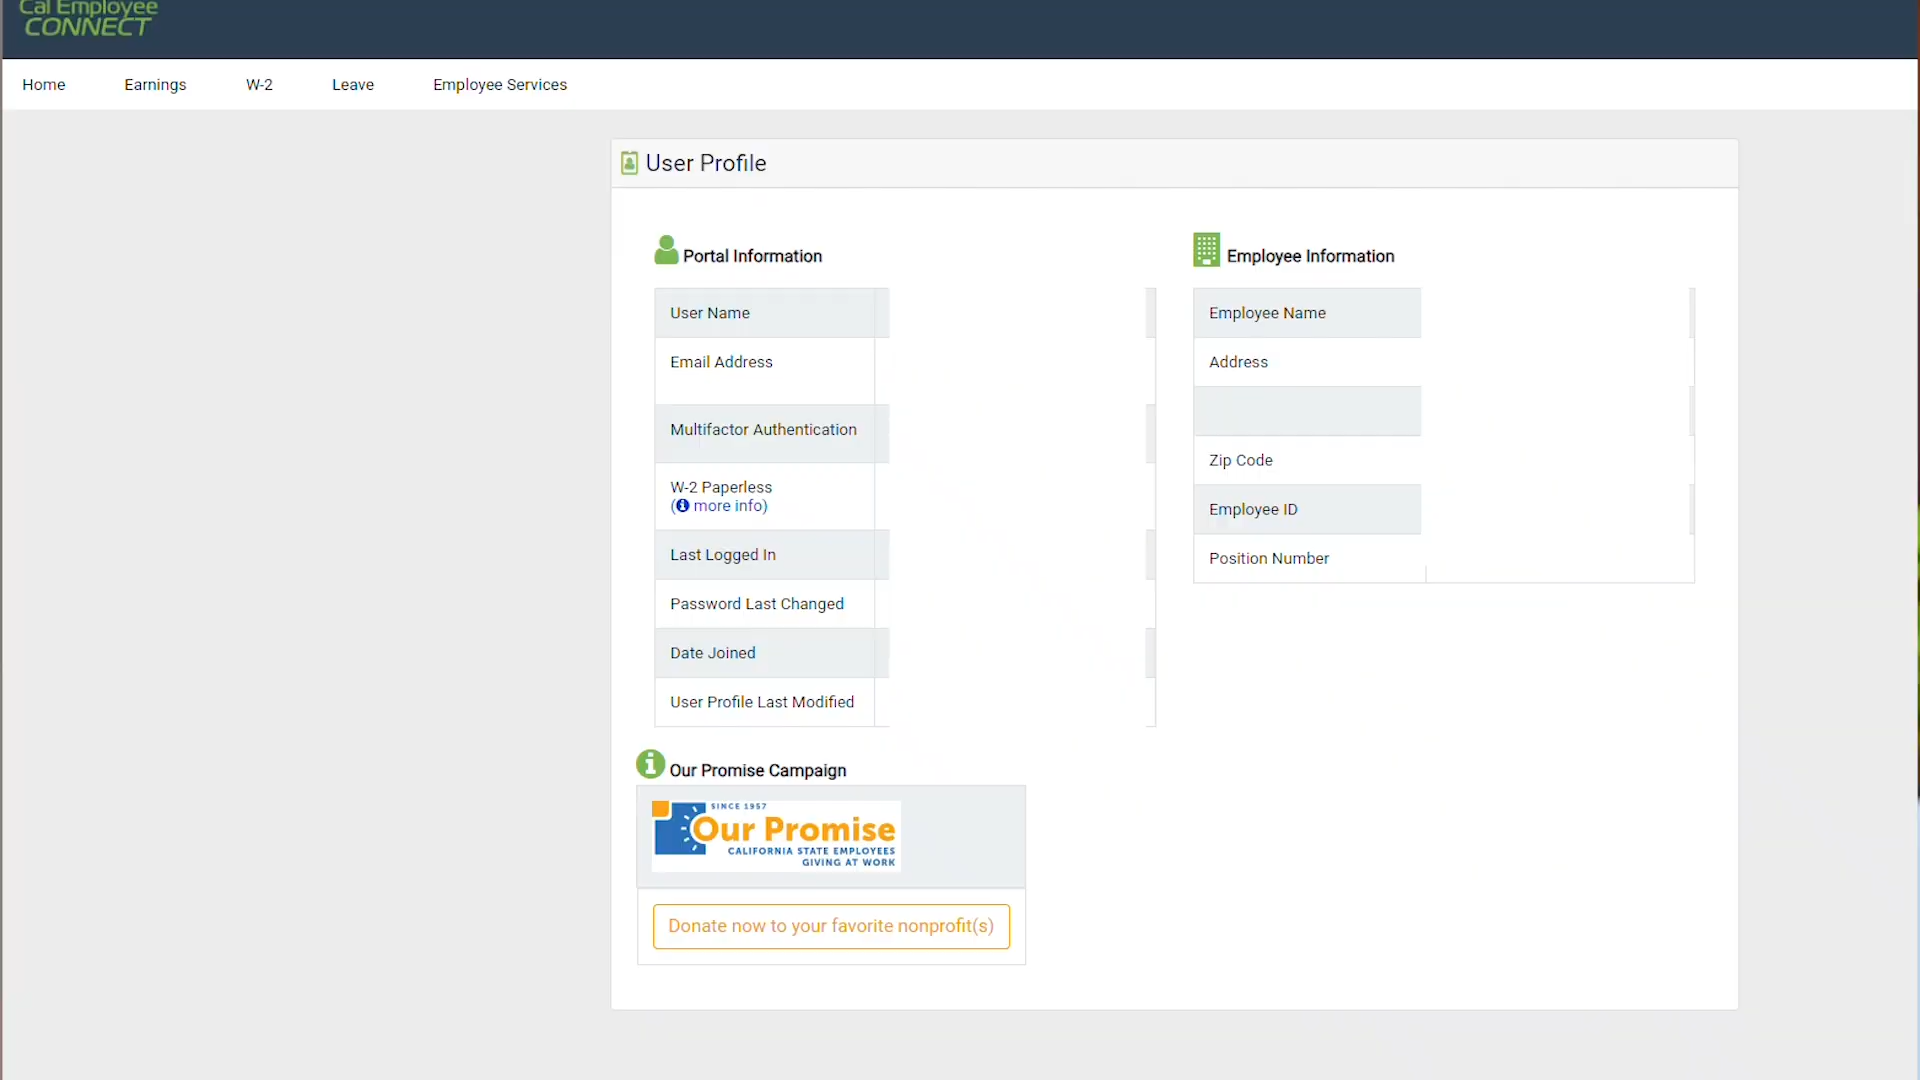 Cal Employee
CONNECT
Home
Earnings
W-2
Leave
Employee Services
User Profile
Portal Information
User Name
Email Address
Multifactor Authentication
W-2 Paperless
(more info)
Last Logged In
Password Last Changed
Date Joined
User Profile Last Modified
Employee Information
Employee Name
Address
Zip Code
Employee ID
Position Number
Our Promise Campaign
SINCE 1957
Our Promise
CALIFORNIA STATE EMPLOYEES
GIVING AT WORK
Donate now to your favorite nonprofit(s)